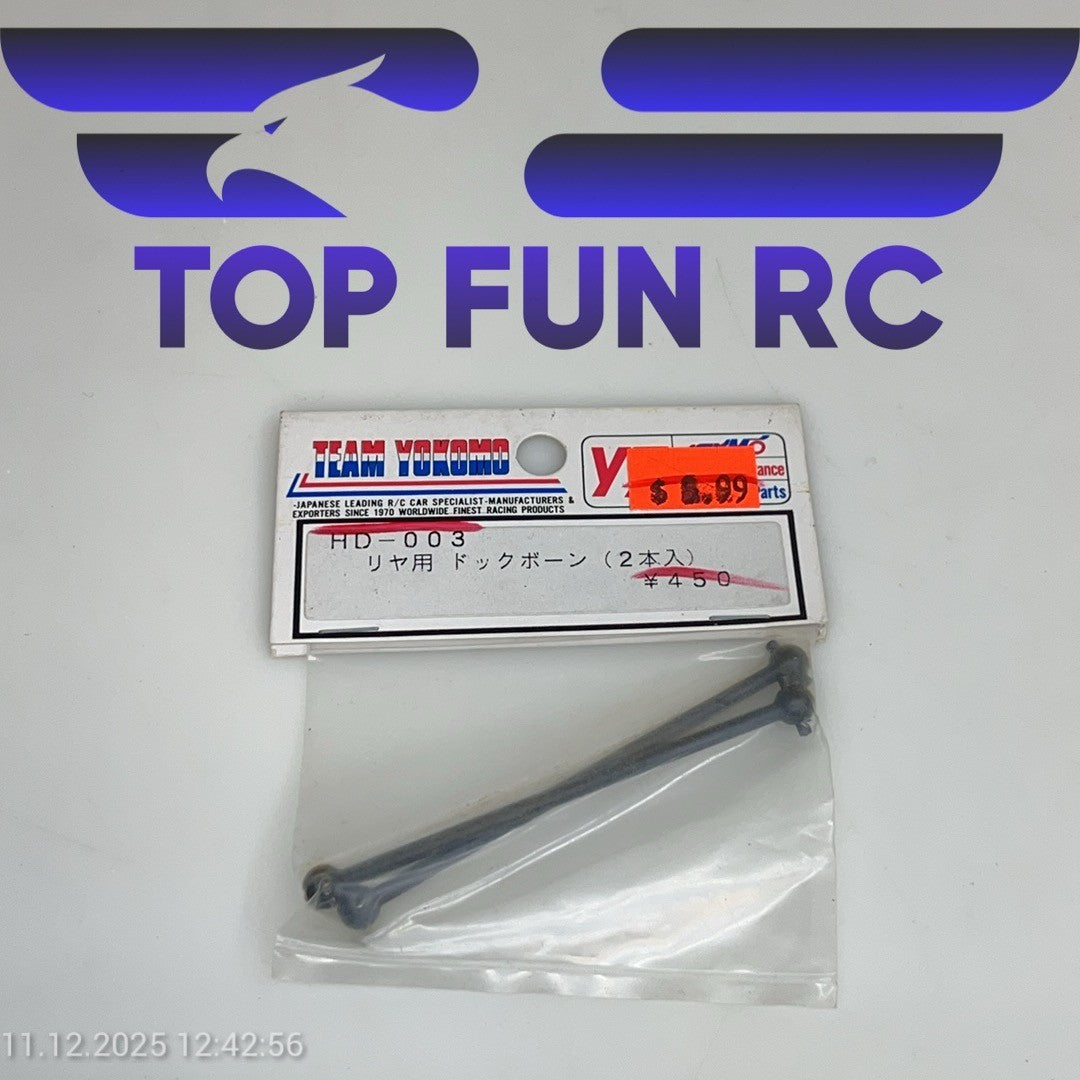 TOP FUN RC
TEAM YOKOMO
-JAPANESE LEADING R/C CAR SPECIALIST-MANUFACTURERS &
EXPORTERS SINCE 1970 WORLDWIDE FINEST RACING PRODUCTS
Parts
HD-003
リヤ用 ドックボーン (2本入)
¥450
11.12.2025 12:42:56